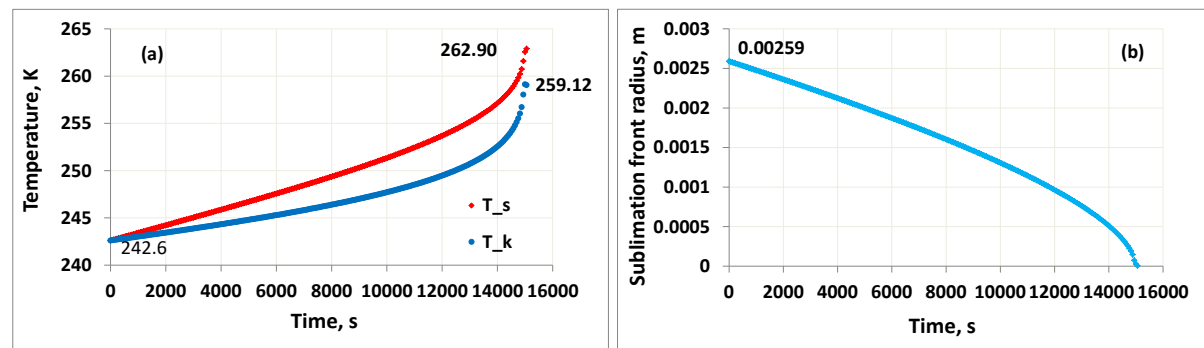 (a)
Temperature, K
265
260
255
250
245
240
262.90
259.12
242.6
T_s
T_k
0 2000 4000 6000 8000 10000 12000 14000 16000
Time, s
(b)
Sublimation front radius, m
0.003
0.0025
0.002
0.0015
0.001
0.0005
0
0.00259
0 2000 4000 6000 8000 10000 12000 14000 16000
Time, s